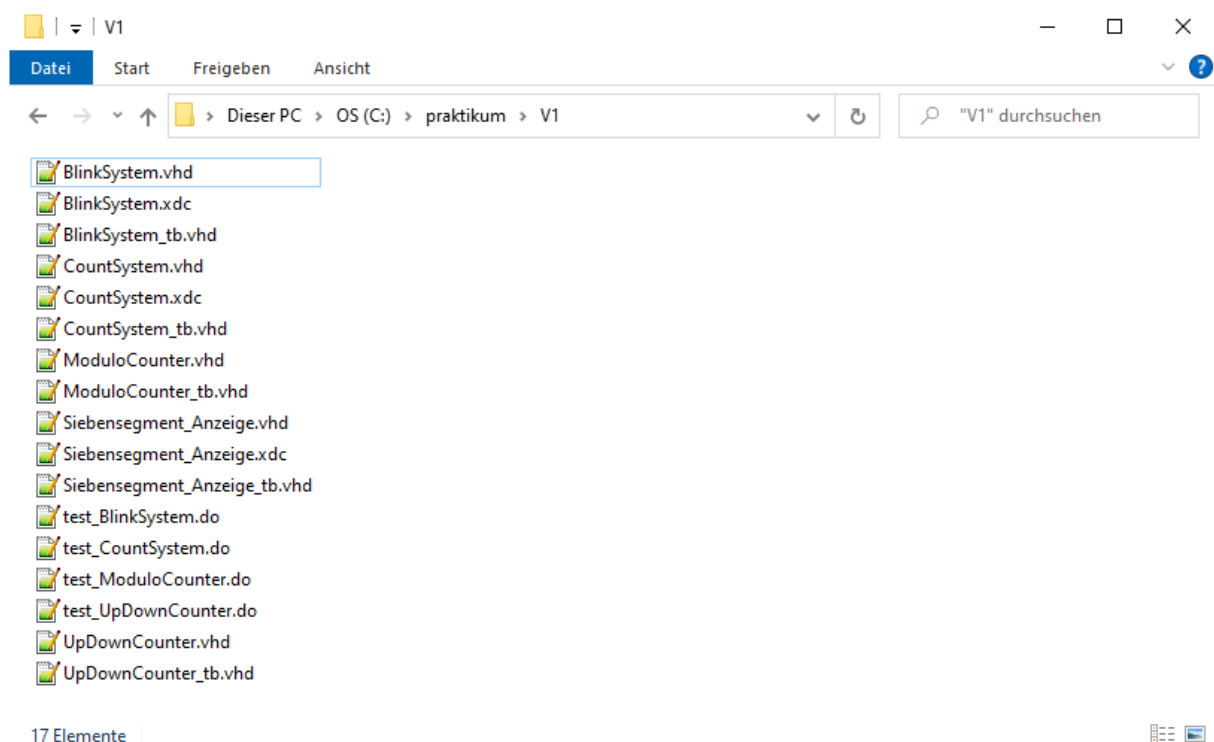 V1
Datei Start Freigeben Ansicht ?
Dieser PC > OS (C:) > praktikum > V1 "V1" durchsuchen
BlinkSystem.vhd
BlinkSystem.xdc
BlinkSystem_tb.vhd
CountSystem.vhd
CountSystem.xdc
CountSystem_tb.vhd
ModuloCounter.vhd
ModuloCounter_tb.vhd
Siebensegment_Anzeige.vhd
Siebensegment_Anzeige.xdc
Siebensegment_Anzeige_tb.vhd
test_BlinkSystem.do
test_CountSystem.do
test_ModuloCounter.do
test_UpDownCounter.do
UpDownCounter.vhd
UpDownCounter_tb.vhd
17 Elemente